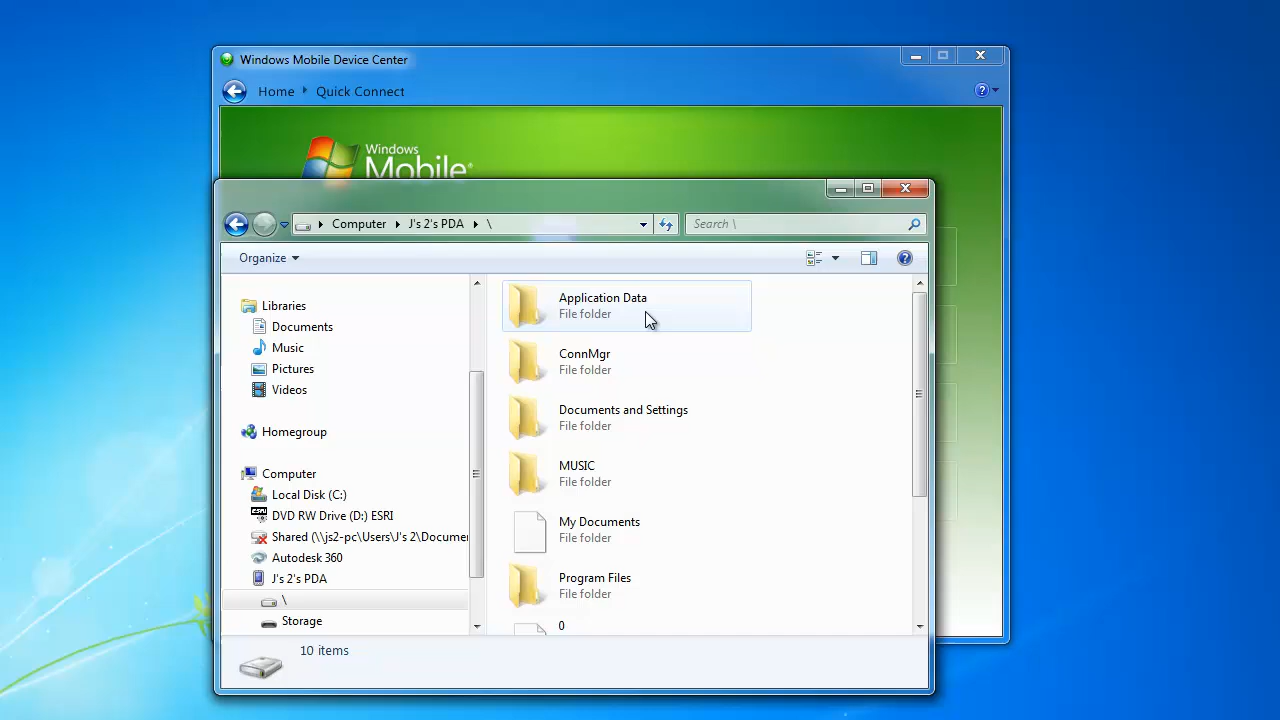 Windows Mobile Device Center
Home Quick Connect
Windows
Mobile®
Computer J's 2's PDA \
Search \
Organize
Libraries
Documents
Music
Pictures
Videos
Homegroup
Computer
Local Disk (C:)
DVD RW Drive (D:) ESRI
Shared (\\js2-pc\Users\J's 2\Docume
Autodesk 360
J's 2's PDA
\
Storage
Application Data
File folder
ConnMgr
File folder
Documents and Settings
File folder
MUSIC
File folder
My Documents
File folder
Program Files
File folder
0
10 items